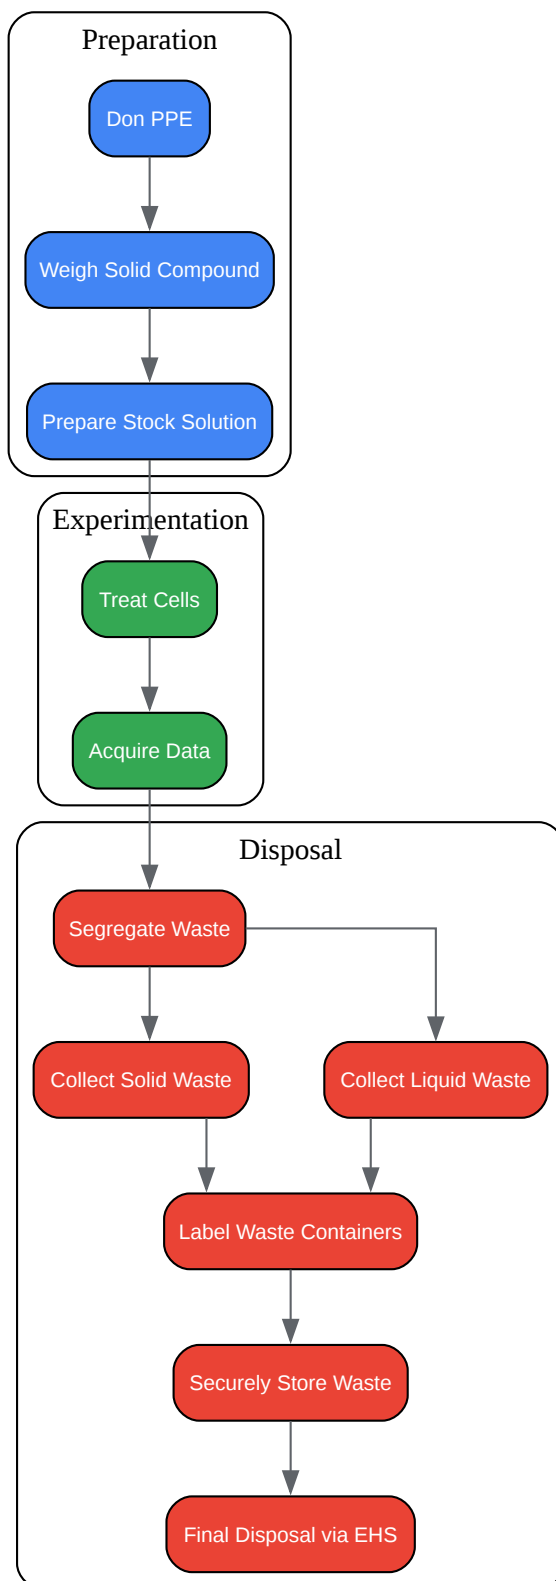 Preparation
Don PPE
Weigh Solid Compound
Prepare Stock Solution
Experimentation
Treat Cells
Acquire Data
Disposal
Segregate Waste
Collect Solid Waste
Collect Liquid Waste
Label Waste Containers
Securely Store Waste
Final Disposal via EHS